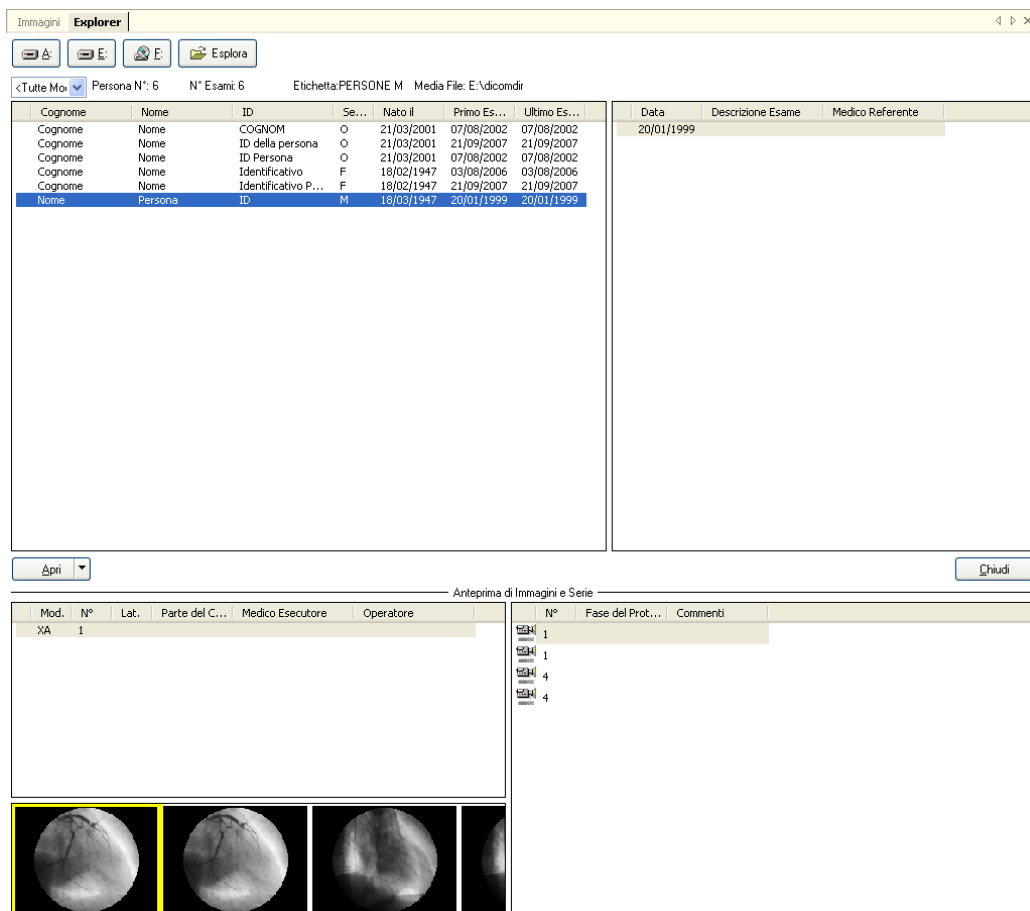 Immagini Explorer
A: E: F: Esplora
<Tutte Mo Persona N°: 6 N° Esami: 6 Etichetta:PERSONE M Media File: E:\dicomdir
Cognome Nome ID Se... Nato il Primo Es... Ultimo Es...
Cognome Nome COGNOM O 21/03/2001 07/08/2002 07/08/2002
Cognome Nome ID della persona O 21/03/2001 21/09/2007 21/09/2007
Cognome Nome ID Persona O 21/03/2001 07/08/2002 07/08/2002
Cognome Nome Identificativo F 18/02/1947 03/08/2006 03/08/2006
Cognome Nome Identificativo P... F 18/02/1947 21/09/2007 21/09/2007
Nome Persona ID M 18/03/1947 20/01/1999 20/01/1999
Data Descrizione Esame Medico Referente
20/01/1999
Apri Chiudi
Anteprima di Immagini e Serie
Mod. N° Lat. Parte del C... Medico Esecutore Operatore
XA 1
N° Fase del Prot... Commenti
1
1
4
4